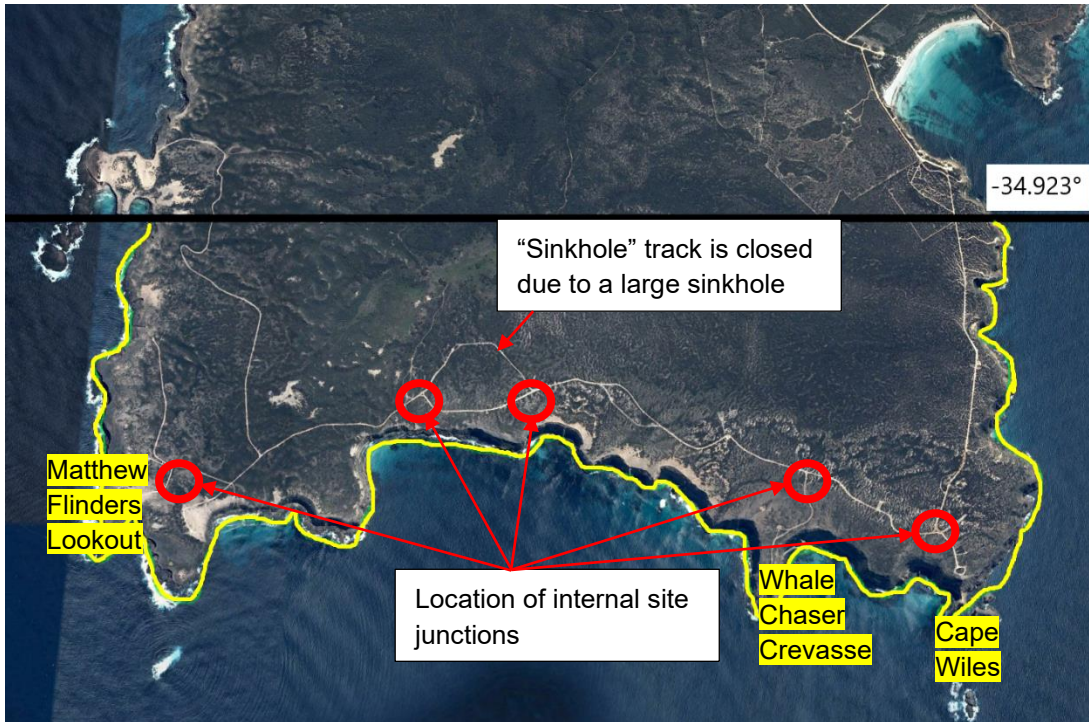 -34.923°
“Sinkhole” track is closed
due to a large sinkhole
Matthew
Flinders
Lookout
Location of internal site
junctions
Whale
Chaser
Crevasse
Cape
Wiles